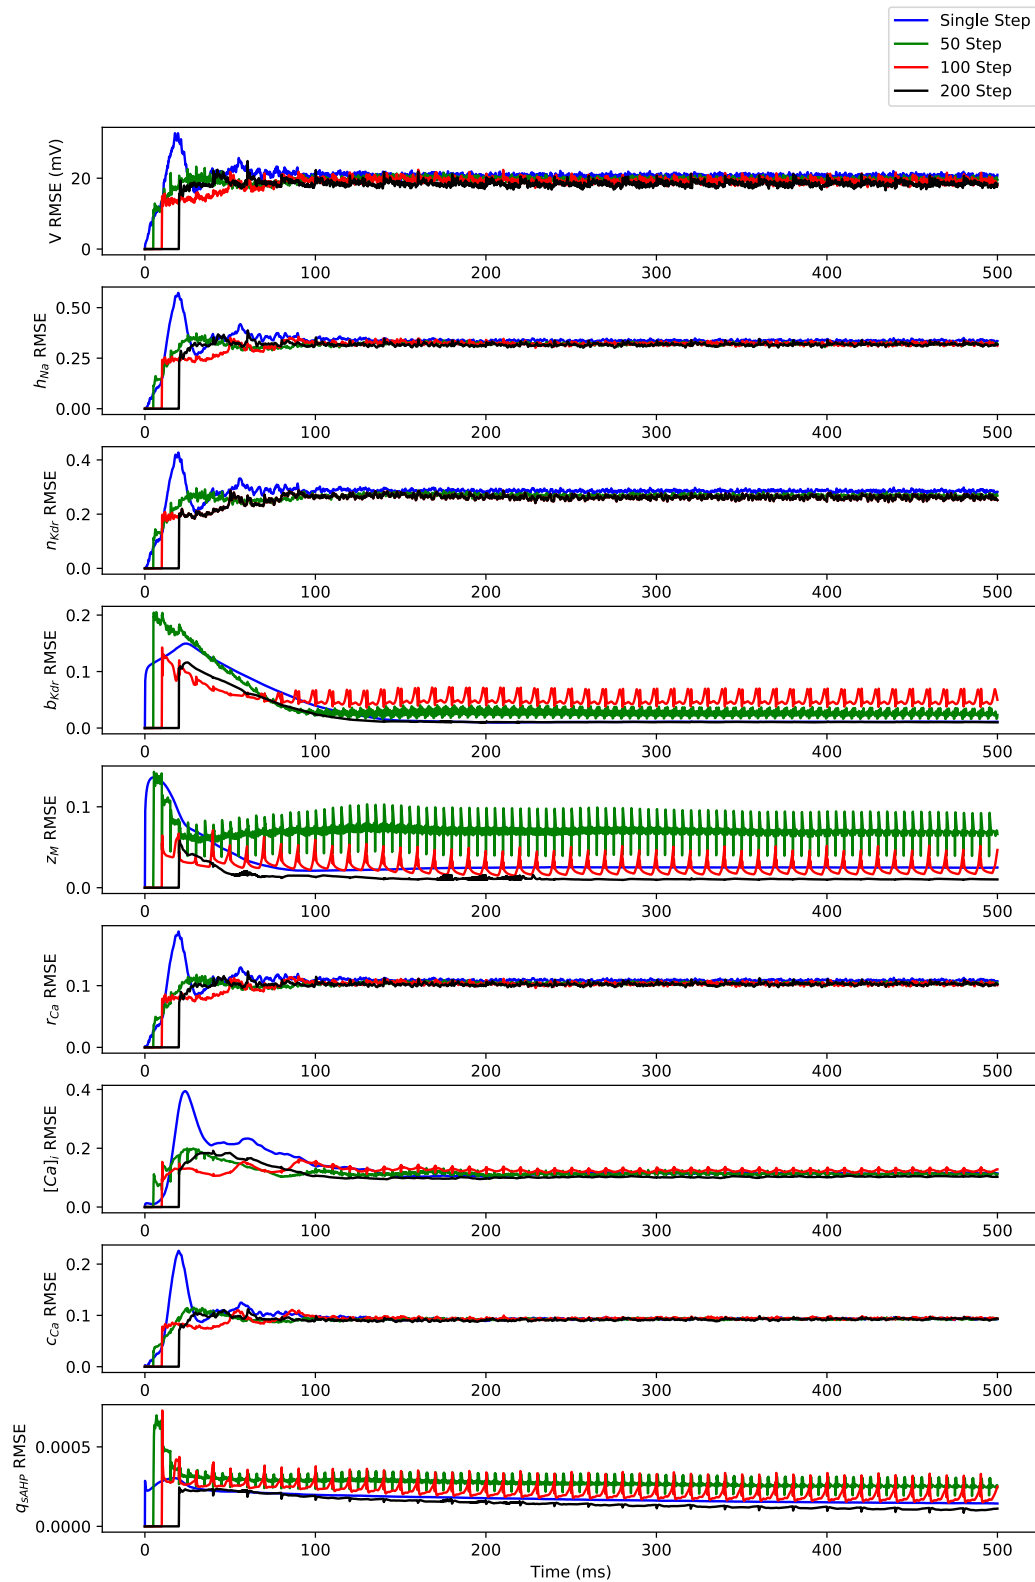 Single Step
50 Step
100 Step
200 Step
V RMSE (mV)
20
0
0 100 200 300 400 500
h_Na RMSE
0.50
0.25
0.00
0 100 200 300 400 500
n_Kdr RMSE
0.4
0.2
0.0
0 100 200 300 400 500
b_Kdr RMSE
0.2
0.1
0.0
0 100 200 300 400 500
z_M RMSE
0.1
0.0
0 100 200 300 400 500
r_Ca RMSE
0.1
0.0
0 100 200 300 400 500
[Ca]_i RMSE
0.4
0.2
0.0
0 100 200 300 400 500
c_Ca RMSE
0.2
0.1
0.0
0 100 200 300 400 500
q_sAHP RMSE
0.0005
0.0000
0 100 200 300 400 500
Time (ms)